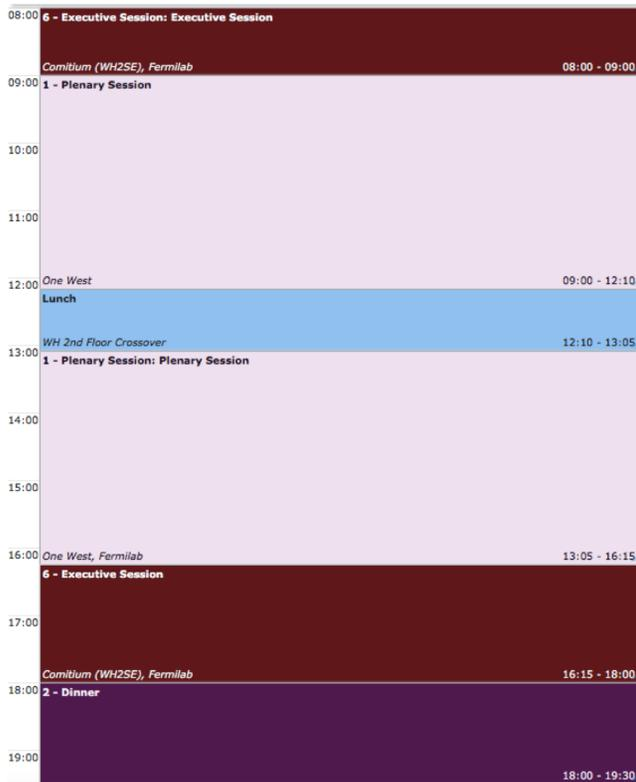 08:00 6 - Executive Session: Executive Session
Comitium (WH2SE), Fermilab 08:00 - 09:00
09:00 1 - Plenary Session
10:00
11:00
One West 09:00 - 12:10
12:00
Lunch
WH 2nd Floor Crossover 12:10 - 13:05
13:00
1 - Plenary Session: Plenary Session
14:00
15:00
16:00 One West, Fermilab 13:05 - 16:15
6 - Executive Session
17:00
Comitium (WH2SE), Fermilab 16:15 - 18:00
18:00 2 - Dinner
19:00
18:00 - 19:30